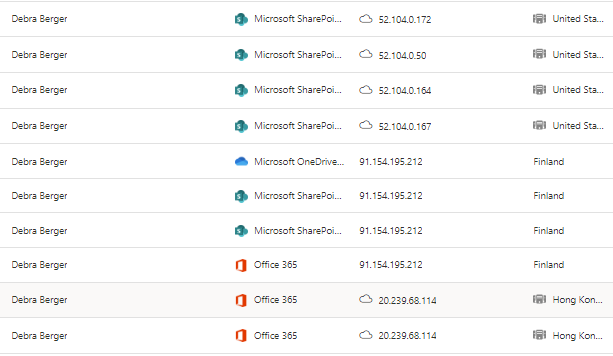 Debra Berger Microsoft SharePoi... 52.104.0.172 United Sta...
Debra Berger Microsoft SharePoi... 52.104.0.50 United Sta...
Debra Berger Microsoft SharePoi... 52.104.0.164 United Sta...
Debra Berger Microsoft SharePoi... 52.104.0.167 United Sta...
Debra Berger Microsoft OneDrive... 91.154.195.212 Finland
Debra Berger Microsoft SharePoi... 91.154.195.212 Finland
Debra Berger Microsoft SharePoi... 91.154.195.212 Finland
Debra Berger Office 365 91.154.195.212 Finland
Debra Berger Office 365 20.239.68.114 Hong Kon...
Debra Berger Office 365 20.239.68.114 Hong Kon...